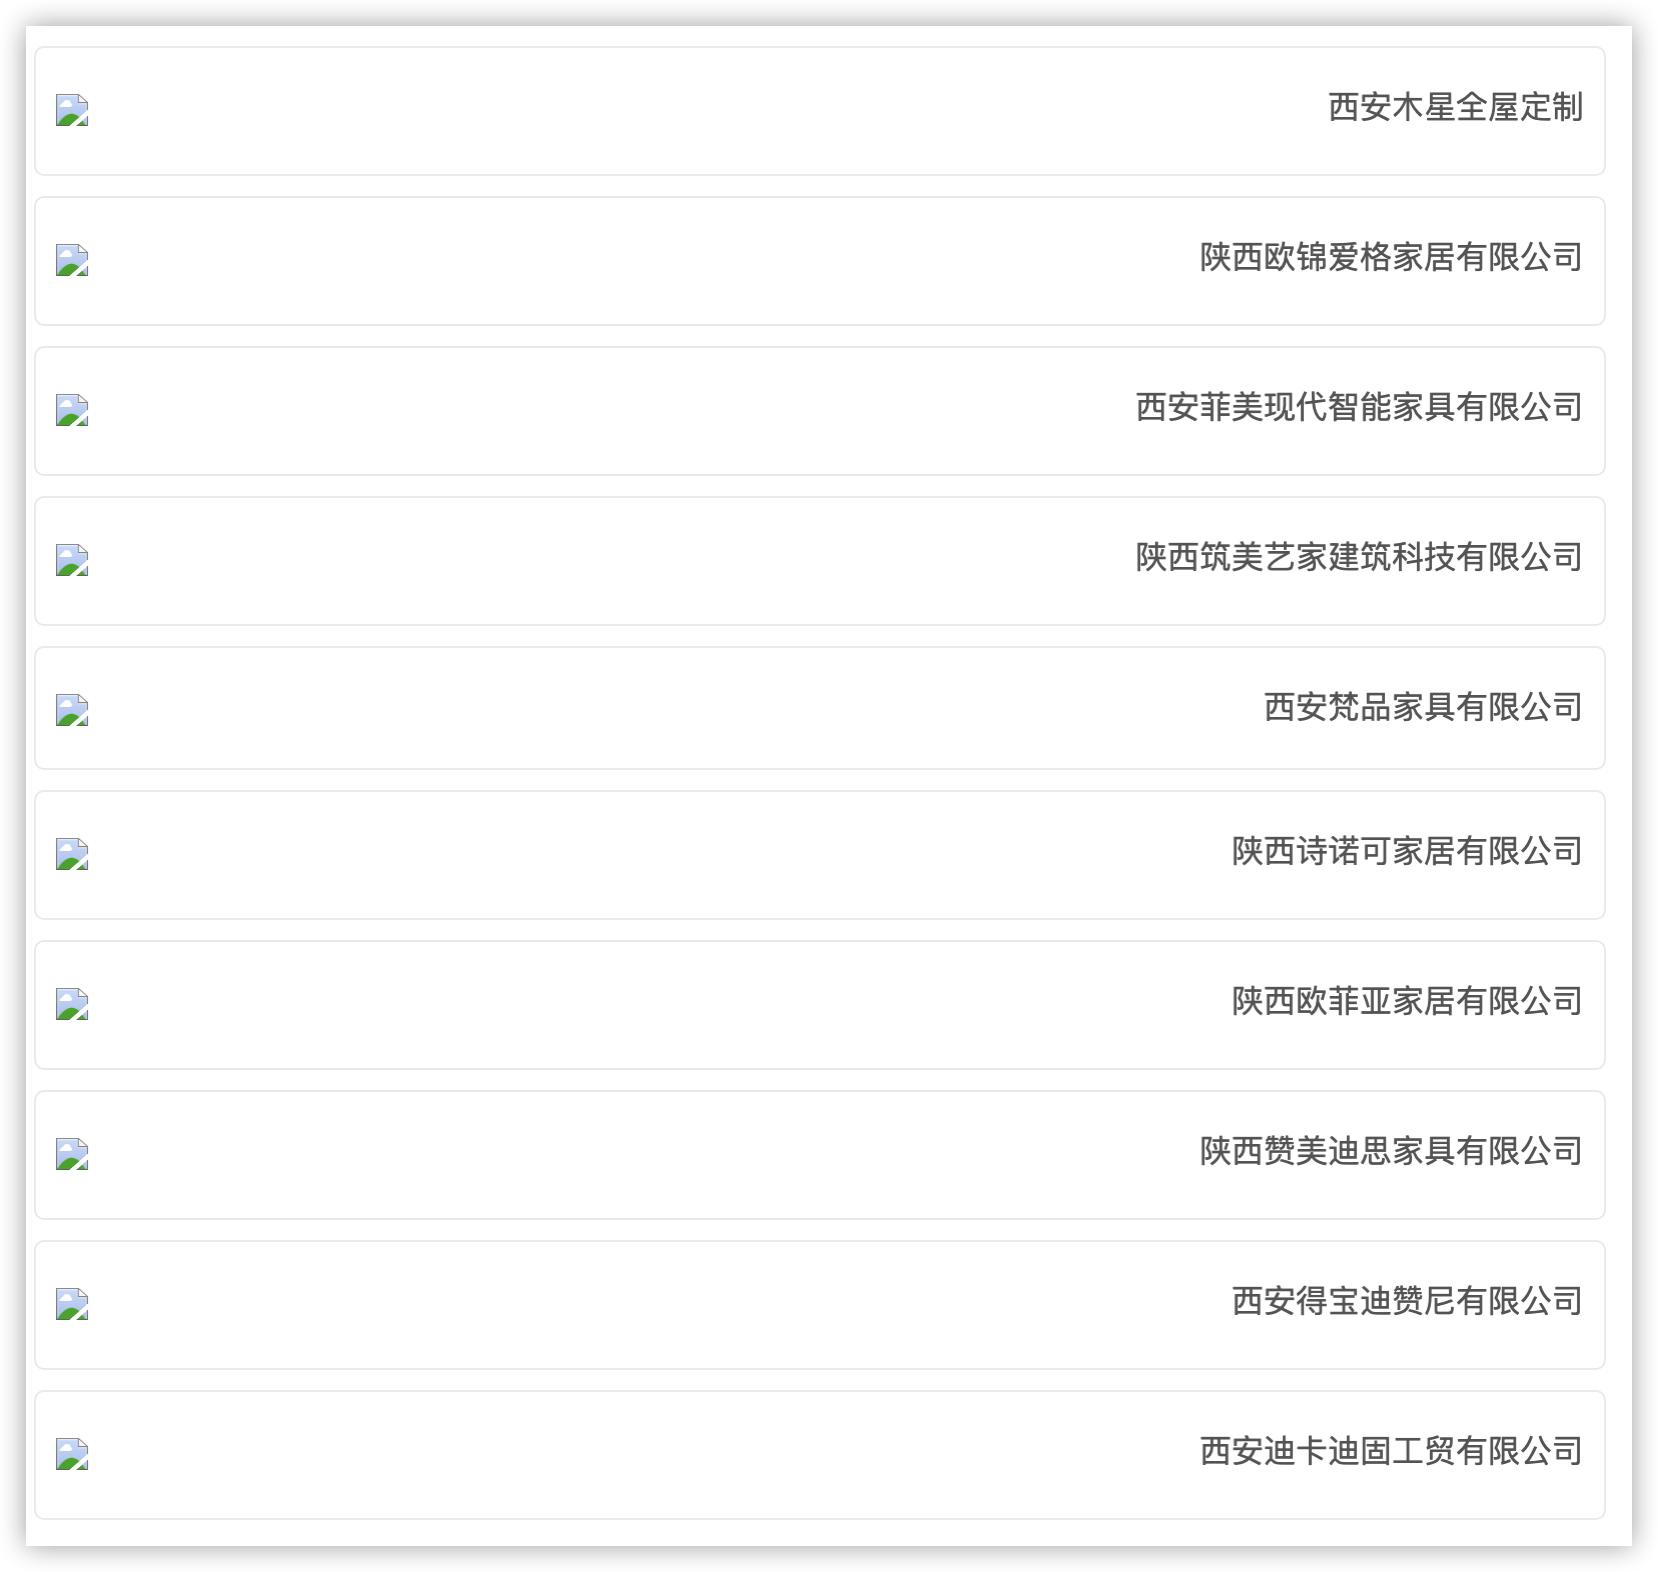 西安木星全屋定制
陕西欧锦爱格家居有限公司
西安菲美现代智能家具有限公司
陕西筑美艺家建筑科技有限公司
西安梵品家具有限公司
陕西诗诺可家居有限公司
陕西欧菲亚家居有限公司
陕西赞美迪思家具有限公司
西安得宝迪赞尼有限公司
西安迪卡迪固工贸有限公司